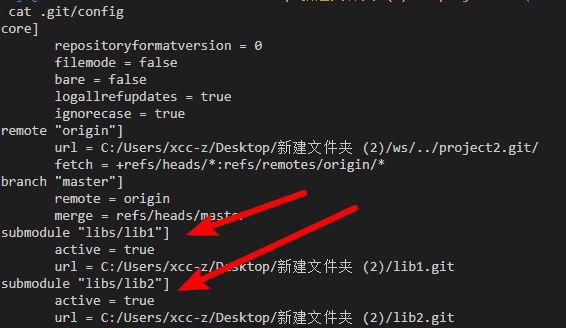 cat .git/config
core]
repositoryformatversion = 0
filemode = false
bare = false
logallrefupdates = true
ignorecase = true
remote "origin"]
url = C:/Users/xcc-z/Desktop/新建文件夹 (2)/ws/../project2.git/
fetch = +refs/heads/*:refs/remotes/origin/*
branch "master"]
remote = origin
merge = refs/heads/master
submodule "libs/lib1"]
active = true
url = C:/Users/xcc-z/Desktop/新建文件夹 (2)/lib1.git
submodule "libs/lib2"]
active = true
url = C:/Users/xcc-z/Desktop/新建文件夹 (2)/lib2.git